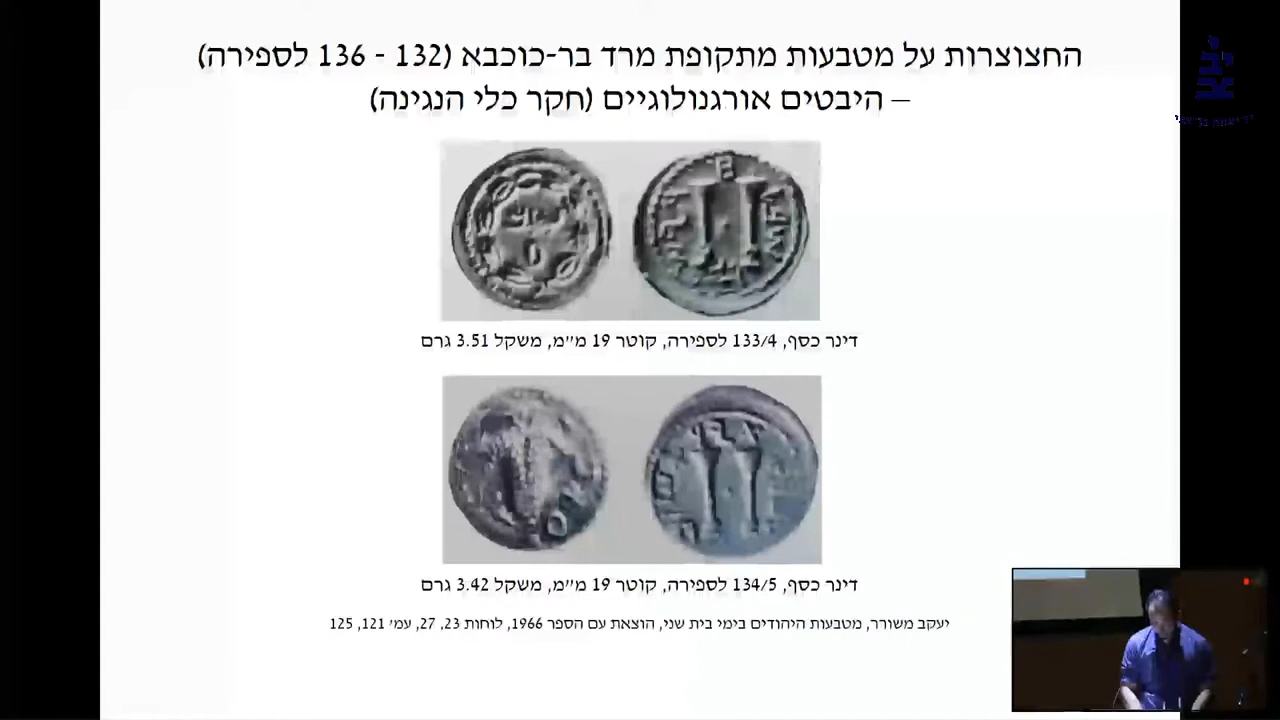 החצוצרות על מטבעות מתקופת מרד בר-כוכבא (132 - 136 לספירה)
– היבטים אורגנולוגיים (חקר כלי הנגינה)
דינר כסף, 133/4 לספירה, קוטר 19 מ״מ, משקל 3.51 גרם
דינר כסף, 134/5 לספירה, קוטר 19 מ״מ, משקל 3.42 גרם
יעקב משורר, מטבעות היהודים בימי בית שני, הוצאת עם הספר 1966, לוחות 23, 27, עמ׳ 121, 125